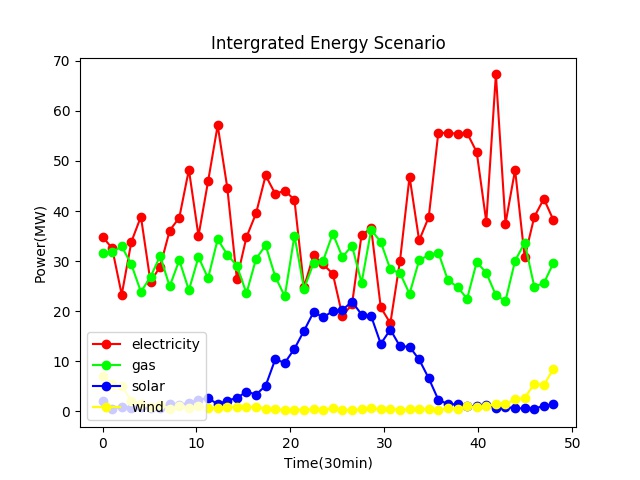 Intergrated Energy Scenario
Power(MW)
70
60
50
40
30
20
10
0
electricity
gas
solar
wind
0 10 20 30 40 50
Time(30min)